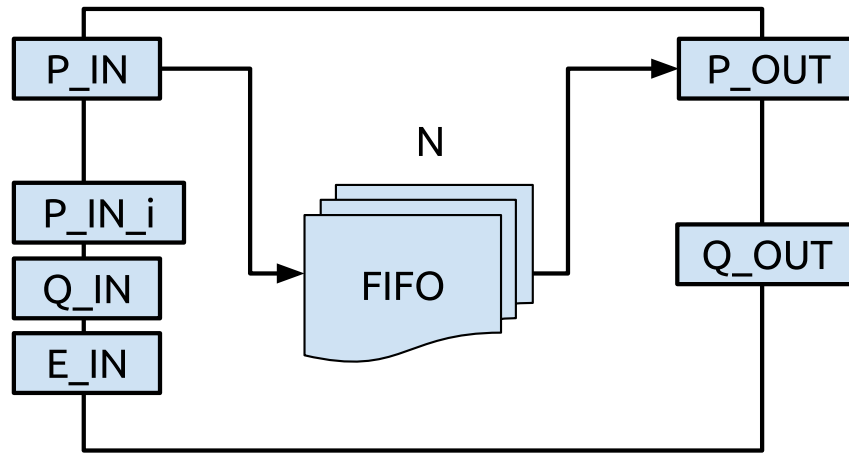 P_IN
P_OUT
N
P_IN_i
Q_OUT
Q_IN
FIFO
E_IN